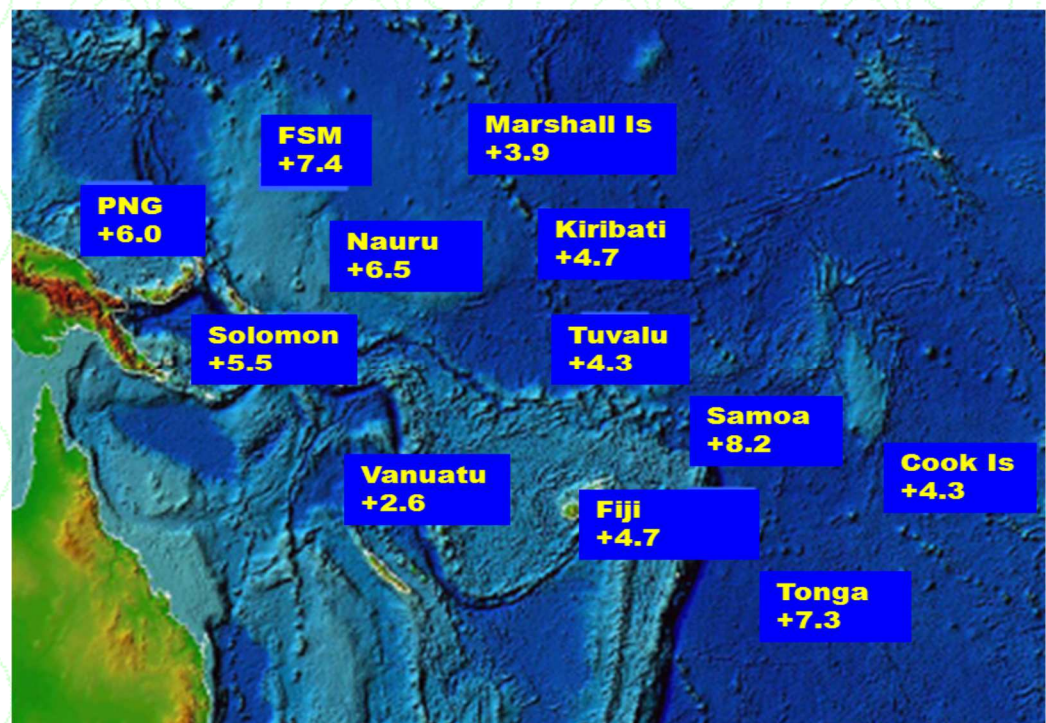 FSM
+7.4
Marshall Is
+3.9
PNG
+6.0
Nauru
+6.5
Kiribati
+4.7
Solomon
+5.5
Tuvalu
+4.3
Samoa
+8.2
Cook Is
+4.3
Vanuatu
+2.6
Fiji
+4.7
Tonga
+7.3